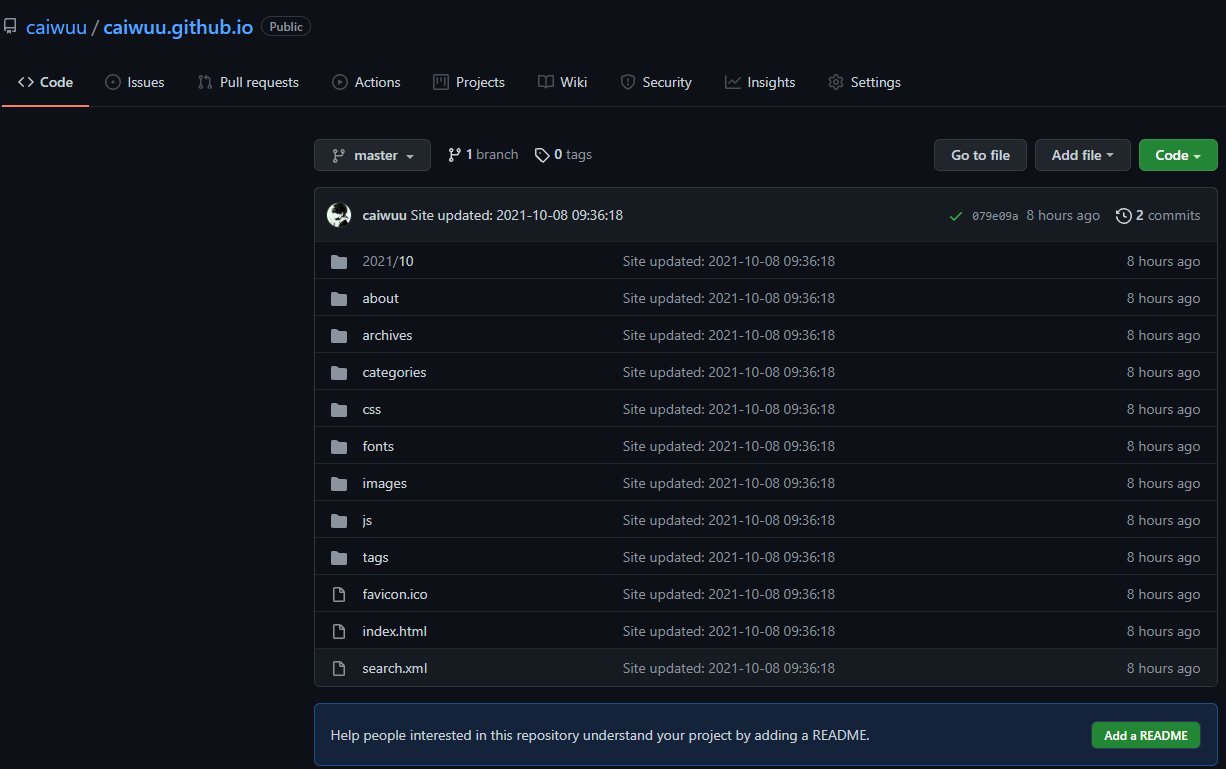 caiwuu / caiwuu.github.io Public
Code Issues Pull requests Actions Projects Wiki Security Insights Settings
master 1 branch 0 tags Go to file Add file Code
caiwuu Site updated: 2021-10-08 09:36:18 079e09a 8 hours ago 2 commits
2021/10 Site updated: 2021-10-08 09:36:18 8 hours ago
about Site updated: 2021-10-08 09:36:18 8 hours ago
archives Site updated: 2021-10-08 09:36:18 8 hours ago
categories Site updated: 2021-10-08 09:36:18 8 hours ago
css Site updated: 2021-10-08 09:36:18 8 hours ago
fonts Site updated: 2021-10-08 09:36:18 8 hours ago
images Site updated: 2021-10-08 09:36:18 8 hours ago
js Site updated: 2021-10-08 09:36:18 8 hours ago
tags Site updated: 2021-10-08 09:36:18 8 hours ago
favicon.ico Site updated: 2021-10-08 09:36:18 8 hours ago
index.html Site updated: 2021-10-08 09:36:18 8 hours ago
search.xml Site updated: 2021-10-08 09:36:18 8 hours ago
Help people interested in this repository understand your project by adding a README. Add a README